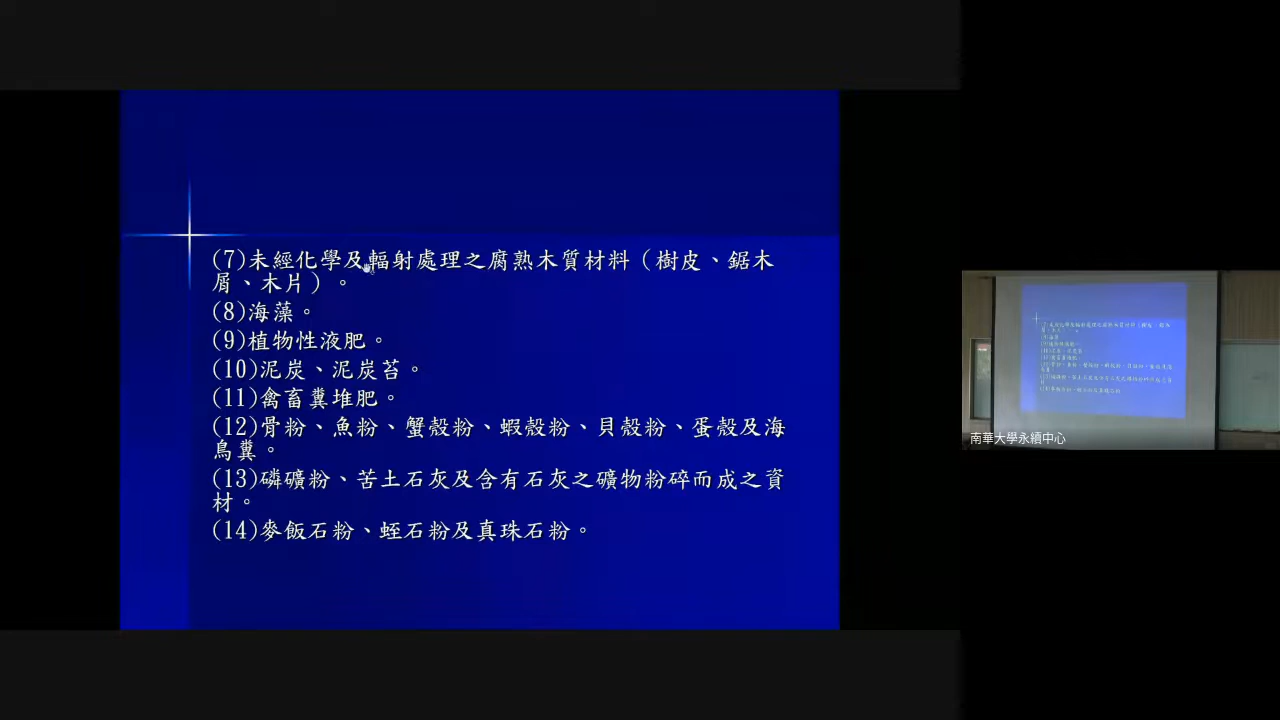 (7)未經化學及輻射處理之腐熟木質材料（樹皮、鋸木
屑、木片）。
(8)海藻。
(9)植物性液肥。
(10)泥炭、泥炭苔。
(11)禽畜糞堆肥。
(12)骨粉、魚粉、蟹殼粉、蝦殼粉、貝殼粉、蛋殼及海
鳥糞。
(13)磷礦粉、苦土石灰及含有石灰之礦物粉碎而成之資
材。
(14)麥飯石粉、蛭石粉及真珠石粉。
南華大學永續中心